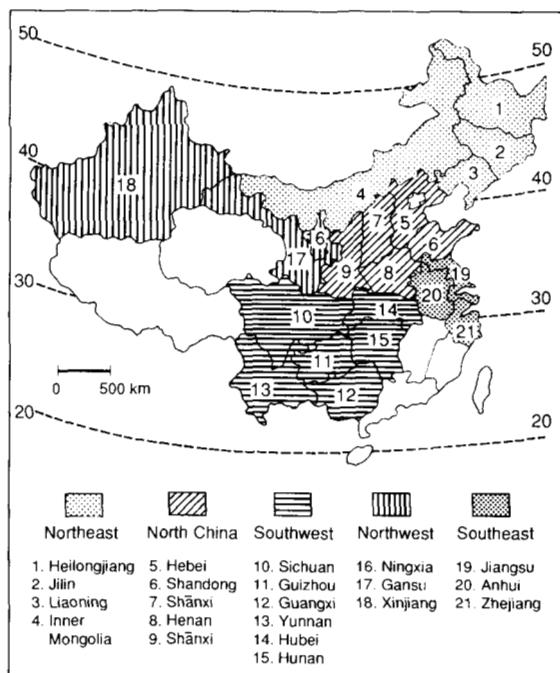 50
50
1
2
40
3
40
18
4
7
5
6
6
17
9
8
19
30
20
30
10
14
21
15
11
0 500 km
13
12
20
20
Northeast
North China
Southwest
Northwest
Southeast
1. Heilongjiang
2. Jilin
3. Liaoning
4. Inner
Mongolia
5. Hebei
6. Shandong
7. Shānxi
8. Henan
9. Shānxi
10. Sichuan
11. Guizhou
12. Guangxi
13. Yunnan
14. Hubei
15. Hunan
16. Ningxia
17. Gansu
18. Xinjiang
19. Jiangsu
20. Anhui
21. Zhejiang